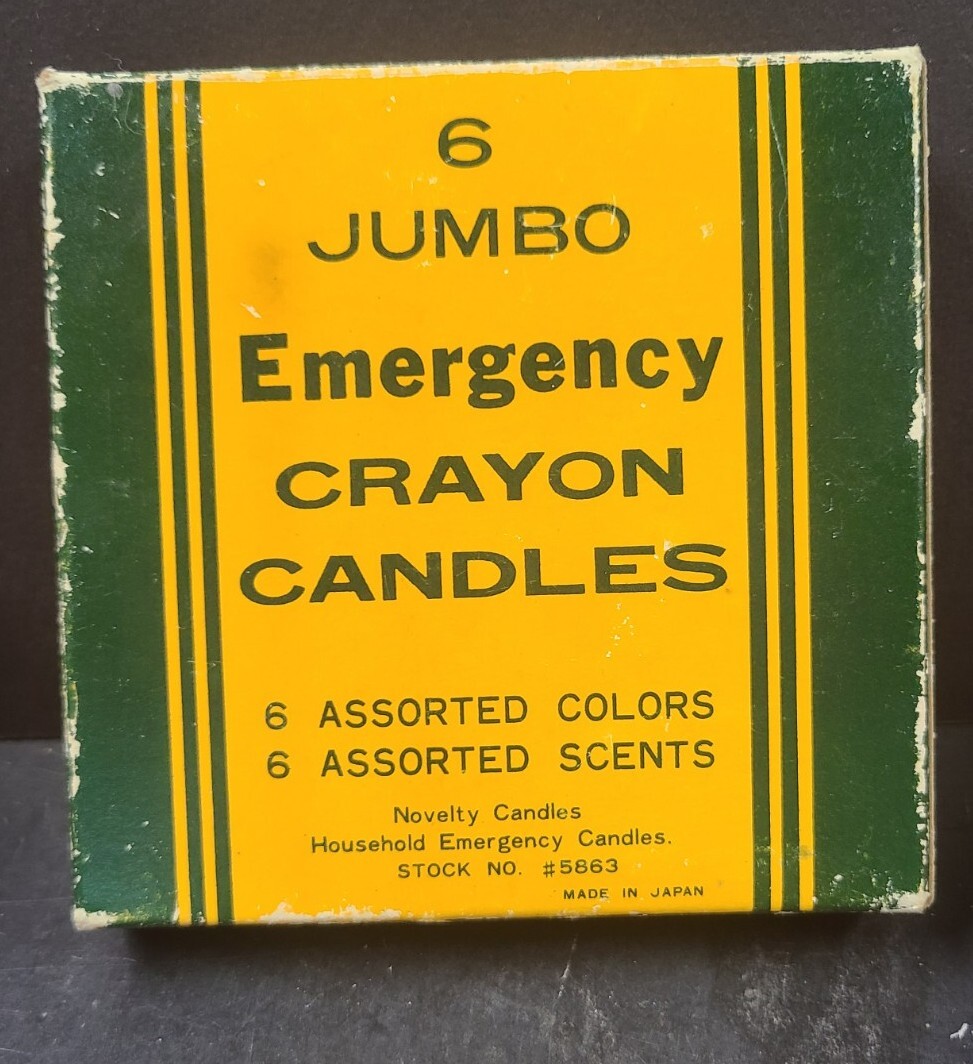 6
JUMBO
Emergency
CRAYON
CANDLES
6 ASSORTED COLORS
6 ASSORTED SCENTS
Novelty Candles
Household Emergency Candles.
STOCK NO. #5863
MADE IN JAPAN